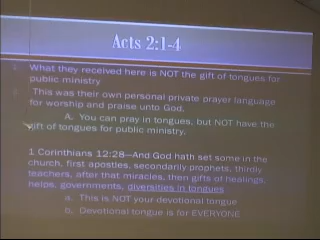 Acts 2:1-4
What they received here is NOT the gift of tongues for
public ministry
This was their own personal private prayer language
for worship and praise unto God.
A. You can pray in tongues, but NOT have the
gift of tongues for public ministry.
1 Corinthians 12:28—And God hath set some in the
church, first apostles, secondarily prophets, thirdly
teachers, after that miracles, then gifts of healings,
helps, governments, diversities in tongues
a. This is NOT your devotional tongue
b. Devotional tongue is for EVERYONE